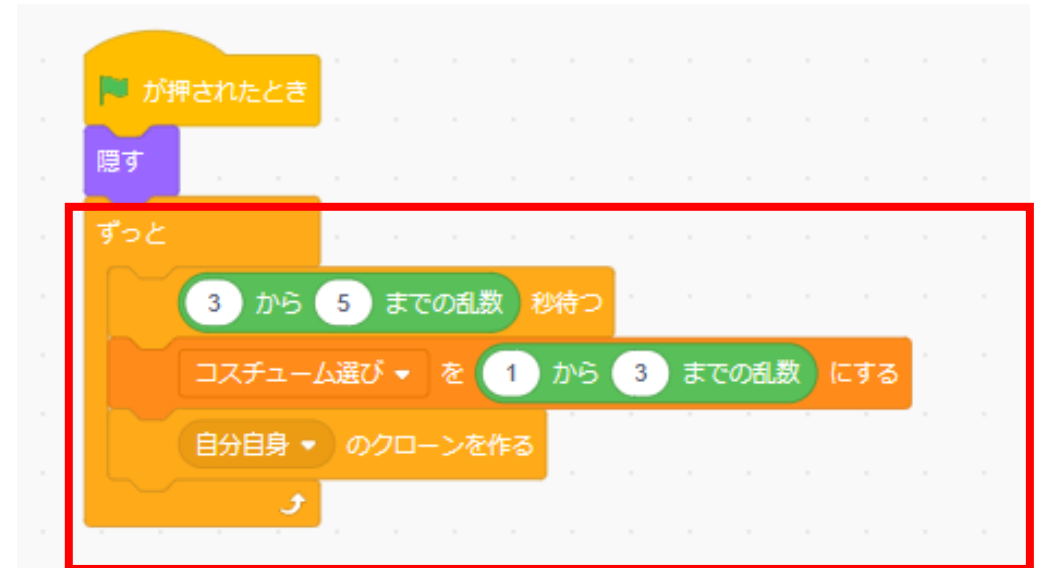 が押されたとき
隠す
ずっと
3 から 5 までの乱数 秒待つ
コスチューム選び を 1 から 3 までの乱数 にする
自分自身 のクローンを作る